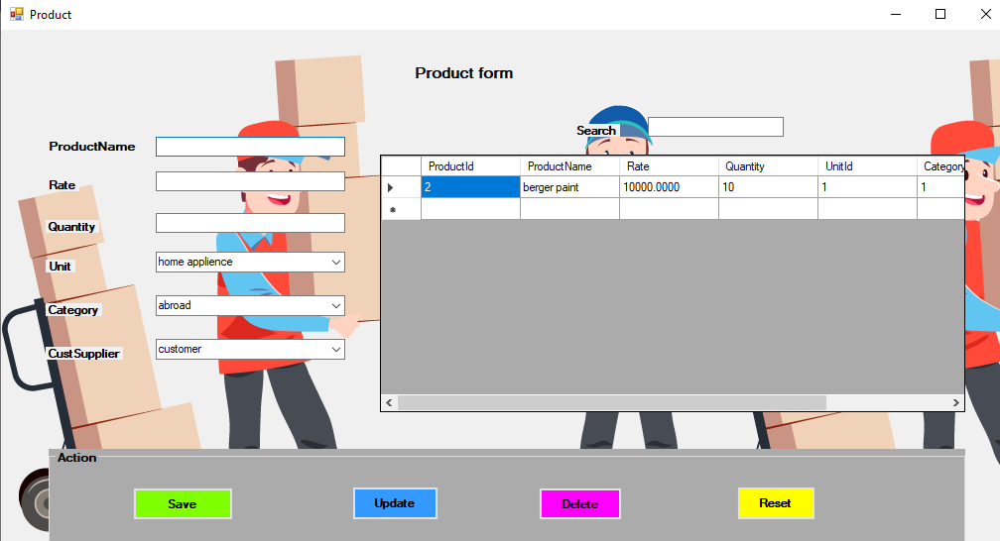 Product
Product form
Search
ProductName
Rate
Quantity
Unit home applience
Category abroad
CustSupplier customer
ProductId ProductName Rate Quantity UnitId Category
2 berger paint 10000.0000 10 1 1
Action
Save Update Delete Reset